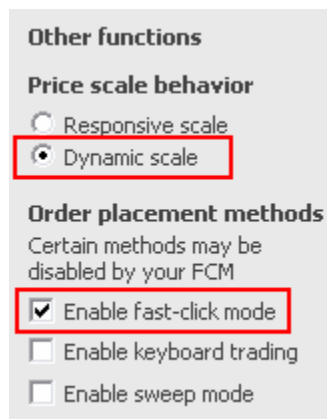 Other functions
Price scale behavior
Responsive scale
Dynamic scale
Order placement methods
Certain methods may be
disabled by your FCM
Enable fast-click mode
Enable keyboard trading
Enable sweep mode